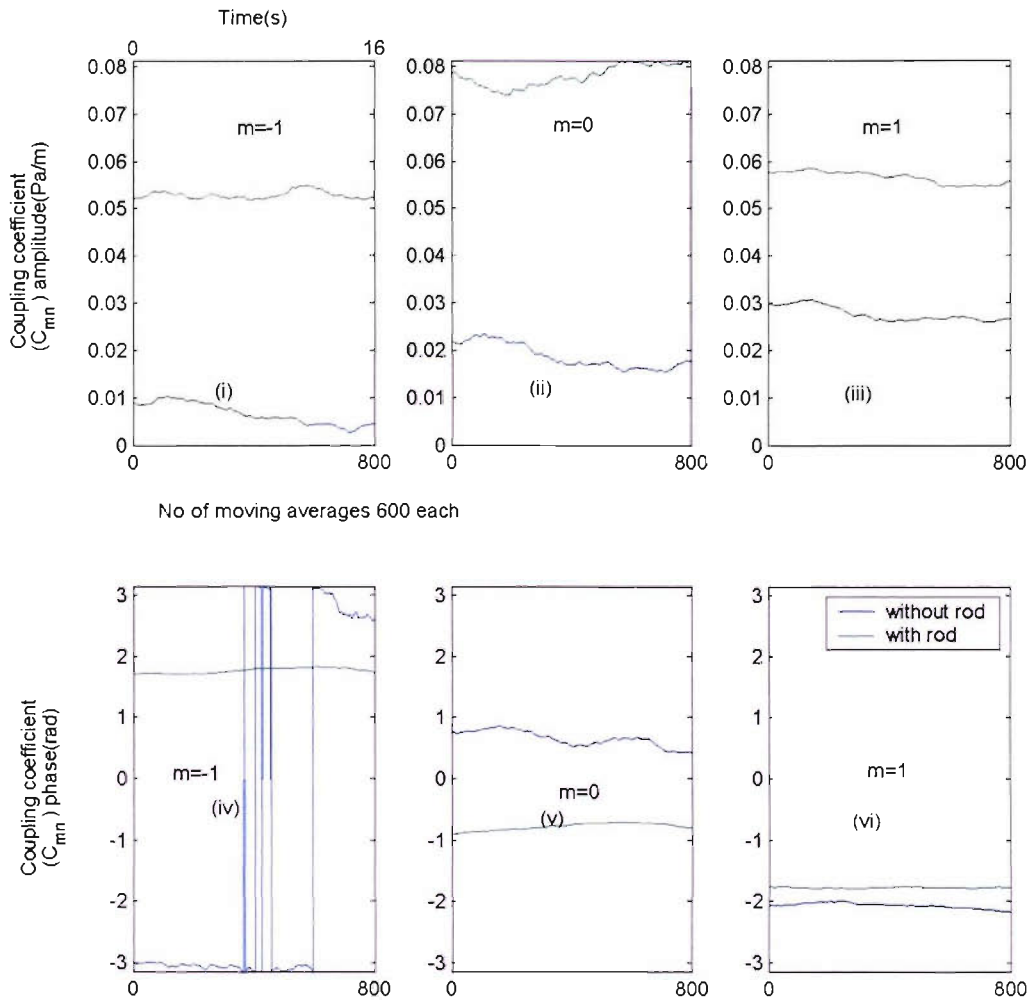 Time(s)
0 16
0.08 0.08 0.08
0.07 0.07 0.07
m=-1 m=0 m=1
0.06 0.06 0.06
0.05 0.05 0.05
0.04 0.04 0.04
0.03 0.03 0.03
0.02 0.02 0.02
0.01 0.01 0.01
(i) (ii) (iii)
0 0 0
0 800 0 800 0 800
Coupling coefficient
(Cmn) amplitude(Pa/m)
No of moving averages 600 each
3 3 3
without rod
with rod
2 2 2
1 1 1
0 0 0
m=-1 m=0 m=1
(iv) (v) (vi)
-1 -1 -1
-2 -2 -2
-3 -3 -3
0 800 0 800 0 800
Coupling coefficient
(Cmn) phase(rad)